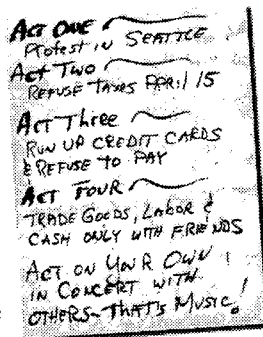 Act One
Protest in Seattle
Act Two
Refuse Taxes April 15
Act Three
Run up credit cards
& refuse to pay
Act Four
Trade Goods, Labor &
Cash only with friends
Act on your own!
in concert with
others~that's music!